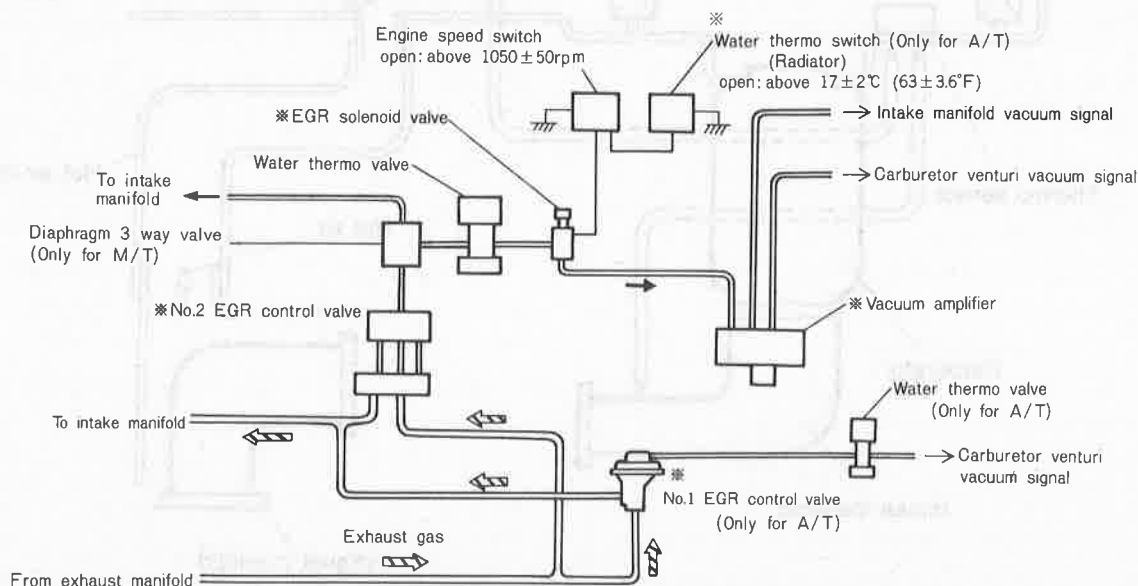 Engine speed switch
open: above 1050±50rpm
※
Water thermo switch (Only for A/T)
(Radiator)
open: above 17±2℃ (63±3.6°F)
※EGR solenoid valve
Intake manifold vacuum signal
Water thermo valve
To intake
manifold
Carburetor venturi vacuum signal
Diaphragm 3 way valve
(Only for M/T)
※No.2 EGR control valve
※Vacuum amplifier
Water thermo valve
(Only for A/T)
To intake manifold
Carburetor venturi
vacuum signal
※
No.1 EGR control valve
(Only for A/T)
Exhaust gas
From exhaust manifold